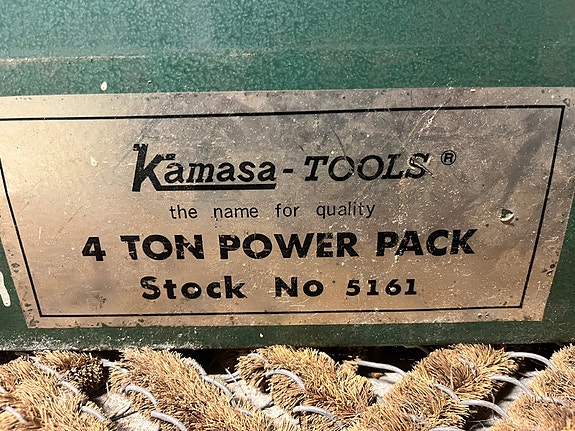 Kamasa-TOOLS ®
the name for quality
4 TON POWER PACK
Stock No 5161